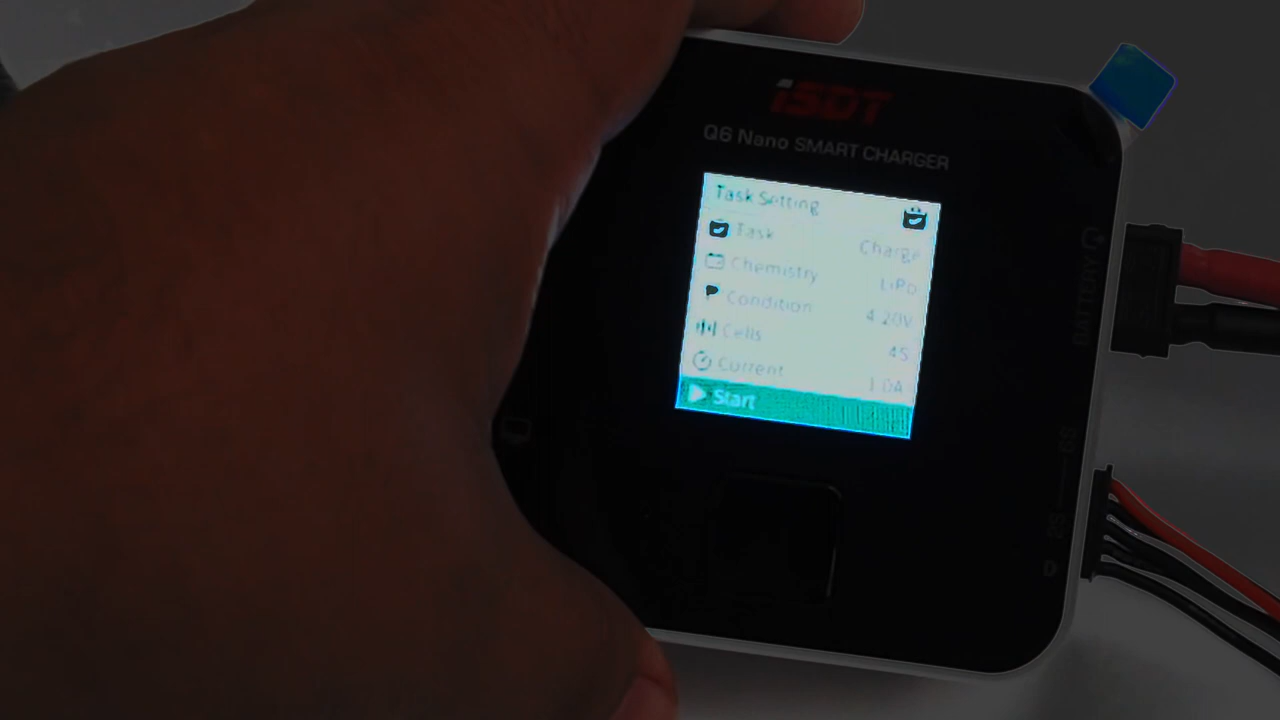 iSDT
Q6 Nano SMART CHARGER
Task Setting
Task Charge
Chemistry LiPo
Condition 4.20V
Cells 4S
Current 1.0A
Start
BATTERY